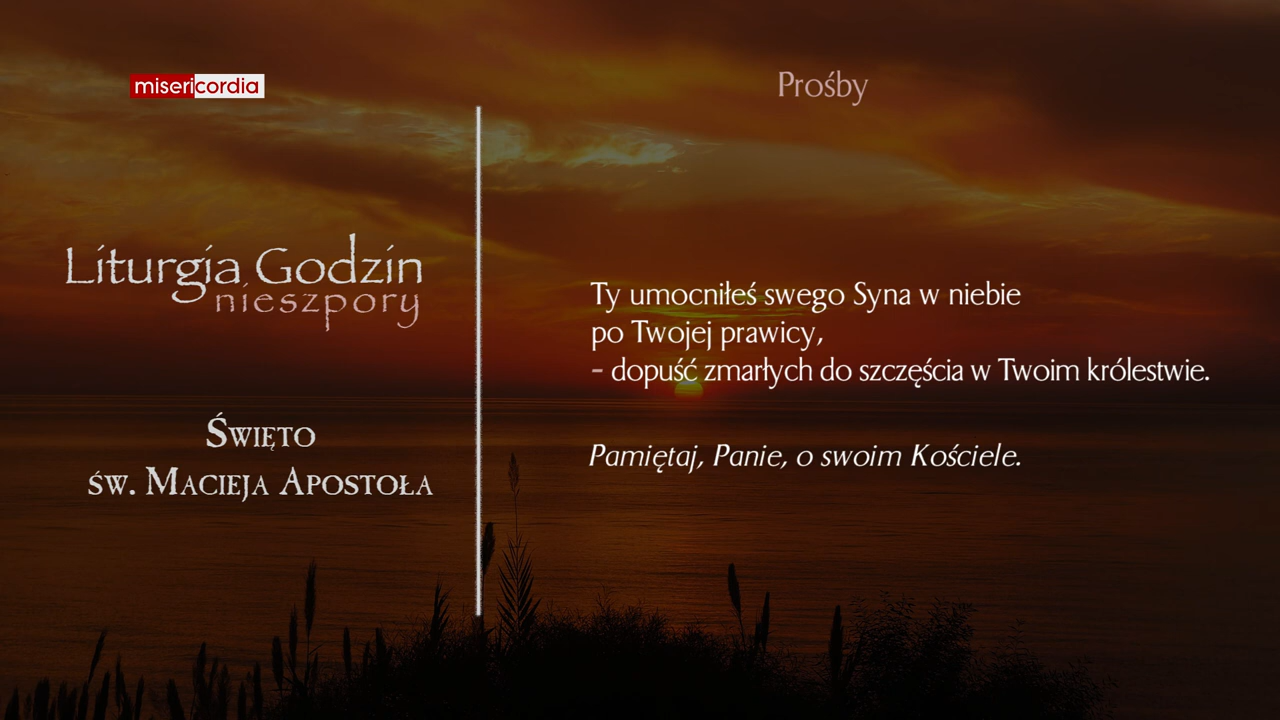 misericordia
Liturgia Godzin
nieszpory
Święto
św. Macieja Apostoła
Prośby
Ty umocniłeś swego Syna w niebie
po Twojej prawicy,
- dopuść zmarłych do szczęścia w Twoim królestwie.
Pamiętaj, Panie, o swoim Kościele.